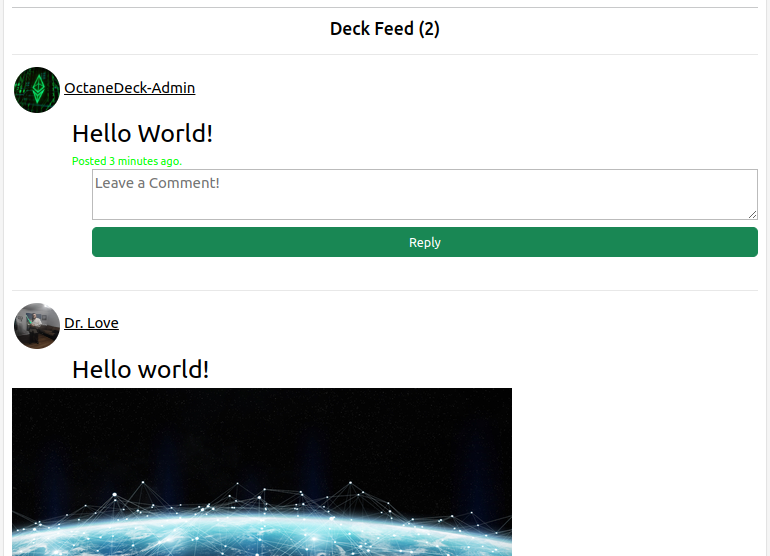 Deck Feed (2)
OctaneDeck-Admin
Hello World!
Posted 3 minutes ago.
Leave a Comment!
Reply
Dr. Love
Hello world!